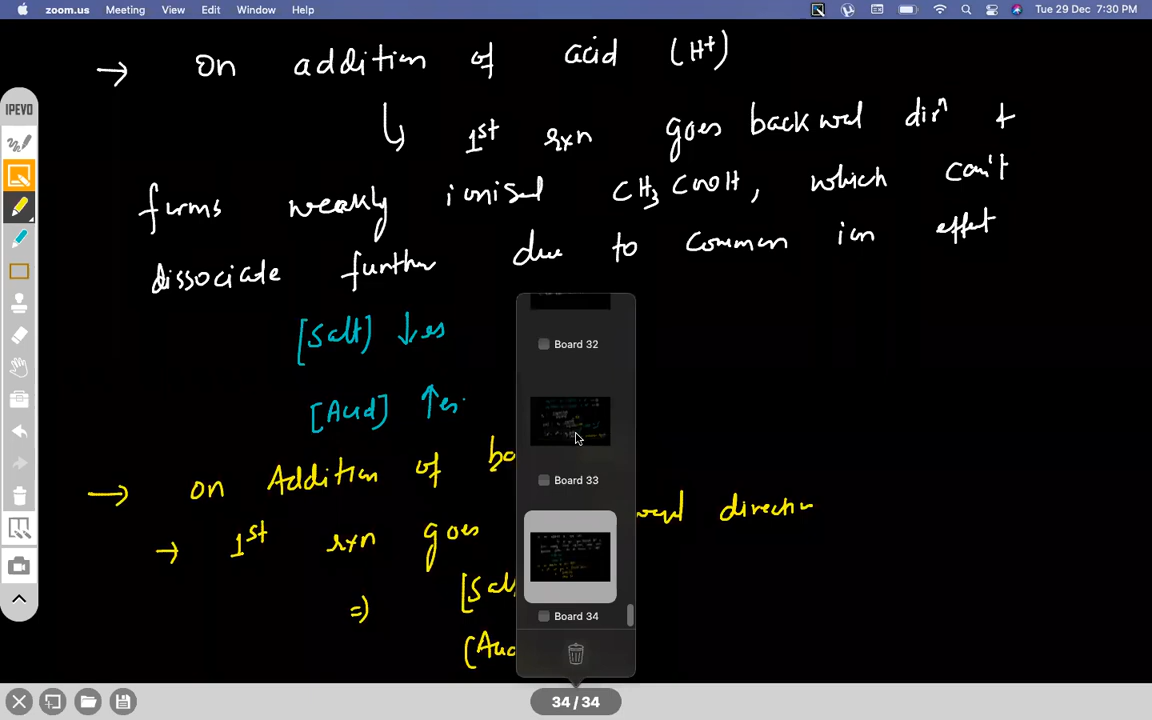 zoom.us Meeting View Edit Window Help Tue 29 Dec 7:30 PM
IPEVO
→ On addition of acid (H+)
↳ 1st rxn goes backwal dirn +
forms weakly ionised CH3COOH, which can't
dissociate further due to common ion effect
[Salt] ↓es
[Acid] ↑es
→ on Addition of
→ 1st rxn goes direction
=) [Sal
Board 32
Board 33
Board 34
34 / 34